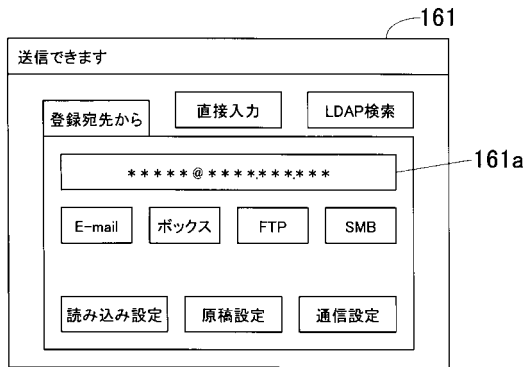 161
送信できます
登録宛先から 直接入力 LDAP検索
*****@****.***.*** 161a
E-mail ボックス FTP SMB
読み込み設定 原稿設定 通信設定